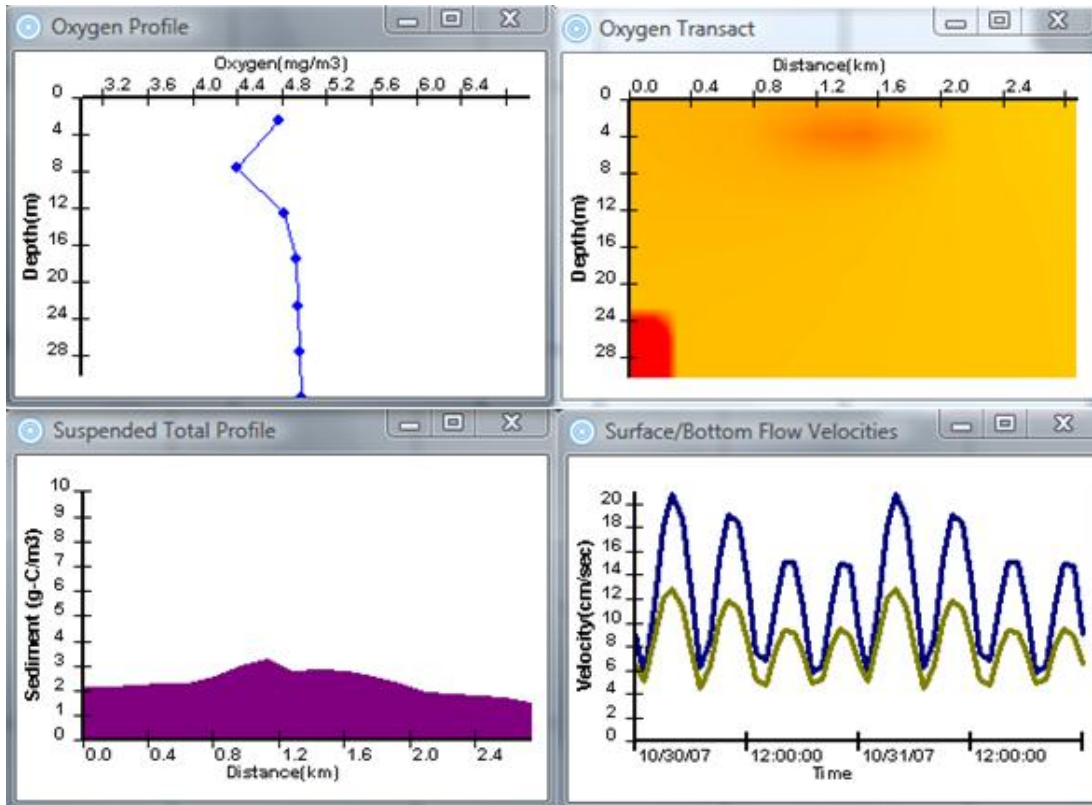 Oxygen Profile
Oxygen(mg/m3)
3.2 3.6 4.0 4.4 4.8 5.2 5.6 6.0 6.4
0
4
8
12
16
20
24
28
Depth(m)
Oxygen Transact
Distance(km)
0.0 0.4 0.8 1.2 1.6 2.0 2.4
0
4
8
12
16
20
24
28
Depth(m)
Suspended Total Profile
10
9
8
7
6
5
4
3
2
1
0
Sediment (g-C/m3)
0.0 0.4 0.8 1.2 1.6 2.0 2.4
Distance(km)
Surface/Bottom Flow Velocities
20
18
16
14
12
10
8
6
4
2
0
Velocity(cm/sec)
10/30/07 12:00:00 10/31/07 12:00:00
Time